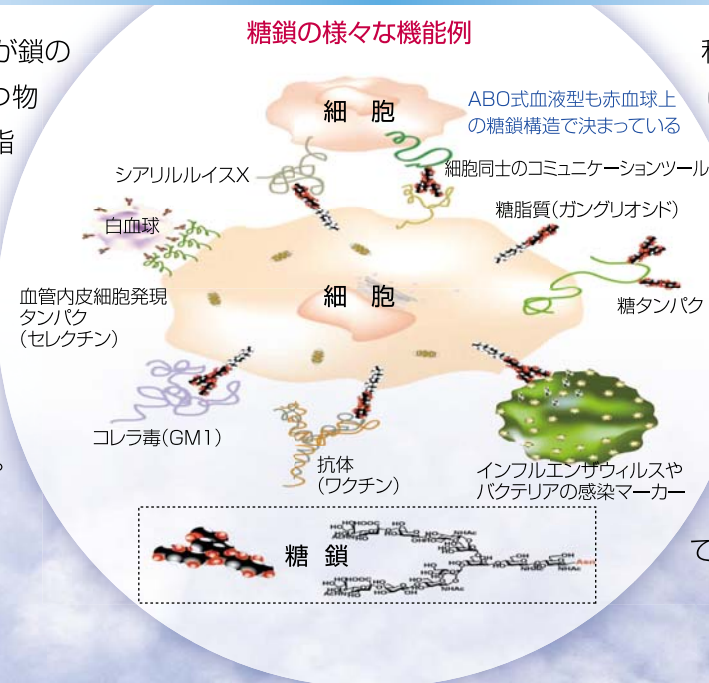 糖鎖の様々な機能例
が鎖の
つ物
指
細 胞
ABO式血液型も赤血球上
の糖鎖構造で決まっている
シアリルルイスX
細胞同士のコミュニケーションツール
糖脂質(ガングリオシド)
白血球
細 胞
糖タンパク
血管内皮細胞発現
タンパク
(セレクチン)
コレラ毒(GM1)
抗体
(ワクチン)
インフルエンザウィルスや
バクテリアの感染マーカー
糖 鎖
Asn
て